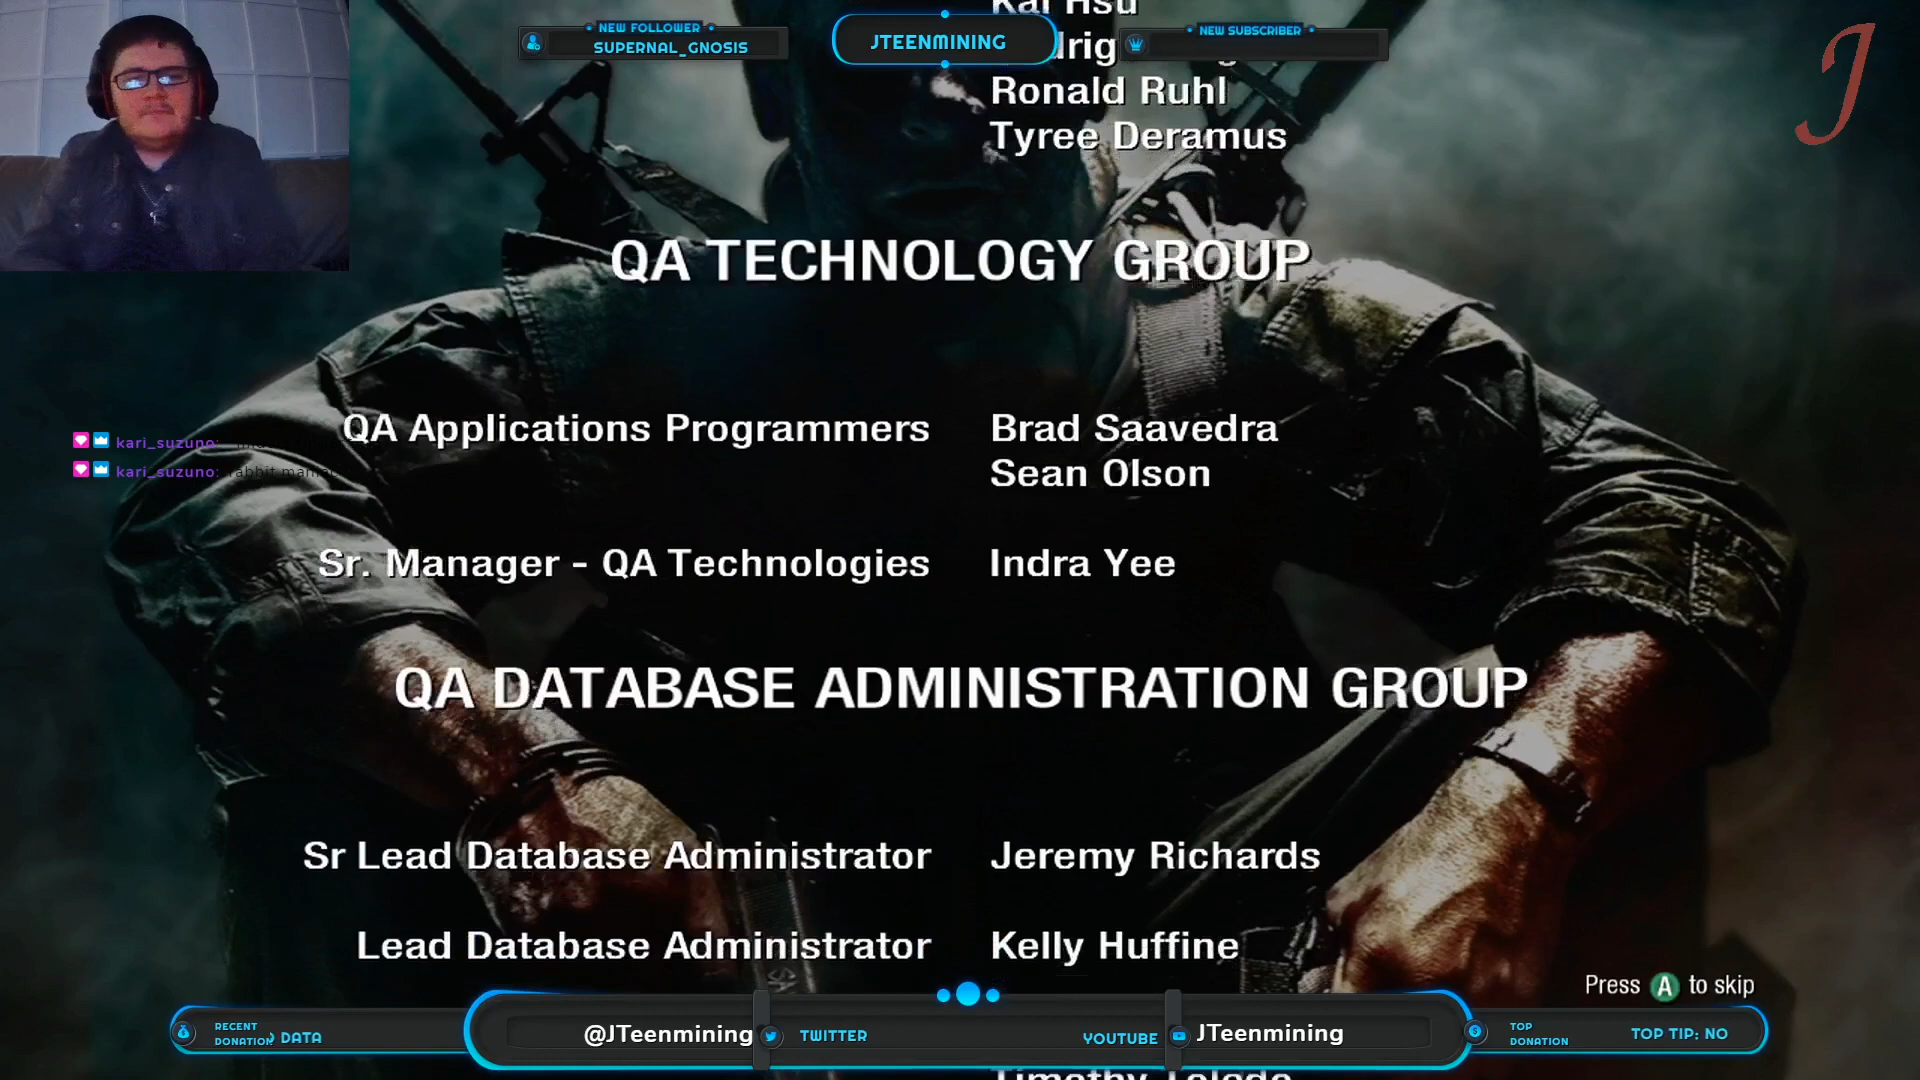 Kai Hsu
NEW FOLLOWER
SUPERNAL_GNOSIS
JTEENMINING
NEW SUBSCRIBER
J
Ronald Ruhl
Tyree Deramus
QA TECHNOLOGY GROUP
QA Applications Programmers Brad Saavedra
Sean Olson
kari_suzuno:
kari_suzuno: rabbit
Sr. Manager - QA Technologies Indra Yee
QA DATABASE ADMINISTRATION GROUP
Sr Lead Database Administrator Jeremy Richards
Lead Database Administrator Kelly Huffine
Press A to skip
RECENT
DONATION DATA
@JTeenmining TWITTER
YOUTUBE JTeenmining
TOP
DONATION
TOP TIP: NO